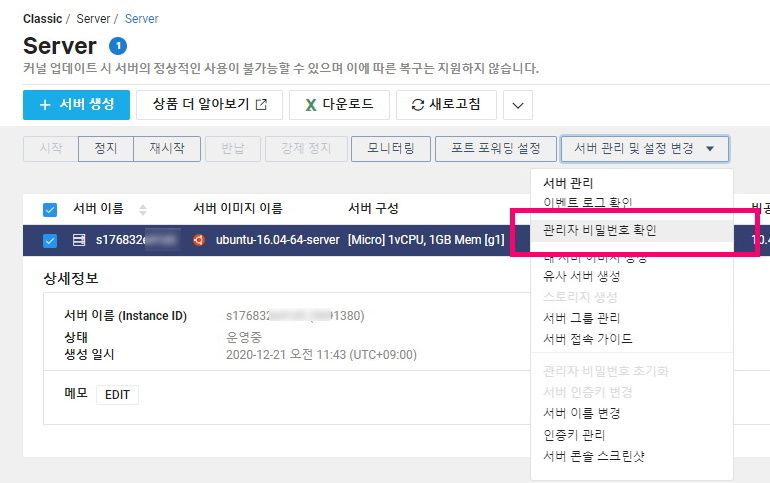 Classic / Server / Server
Server 1
커널 업데이트 시 서버의 정상적인 사용이 불가능할 수 있으며 이에 따른 복구는 지원하지 않습니다.
+ 서버 생성 상품 더 알아보기 다운로드 새로고침
시작 정지 재시작 반납 강제 정지 모니터링 포트 포워딩 설정 서버 관리 및 설정 변경
서버 관리
이벤트 로그 확인
관리자 비밀번호 확인
내 서버 이미지 생성
유사 서버 생성
스토리지 생성
서버 그룹 관리
서버 접속 가이드
관리자 비밀번호 초기화
서버 인증키 변경
서버 이름 변경
인증키 관리
서버 콘솔 스크린샷
서버 이름 서버 이미지 이름 서버 구성 비공
s176832 ubuntu-16.04-64-server [Micro] 1vCPU, 1GB Mem [g1] 10.4
상세정보
서버 이름 (Instance ID) s176832 91380)
상태 운영중
생성 일시 2020-12-21 오전 11:43 (UTC+09:00)
메모 EDIT